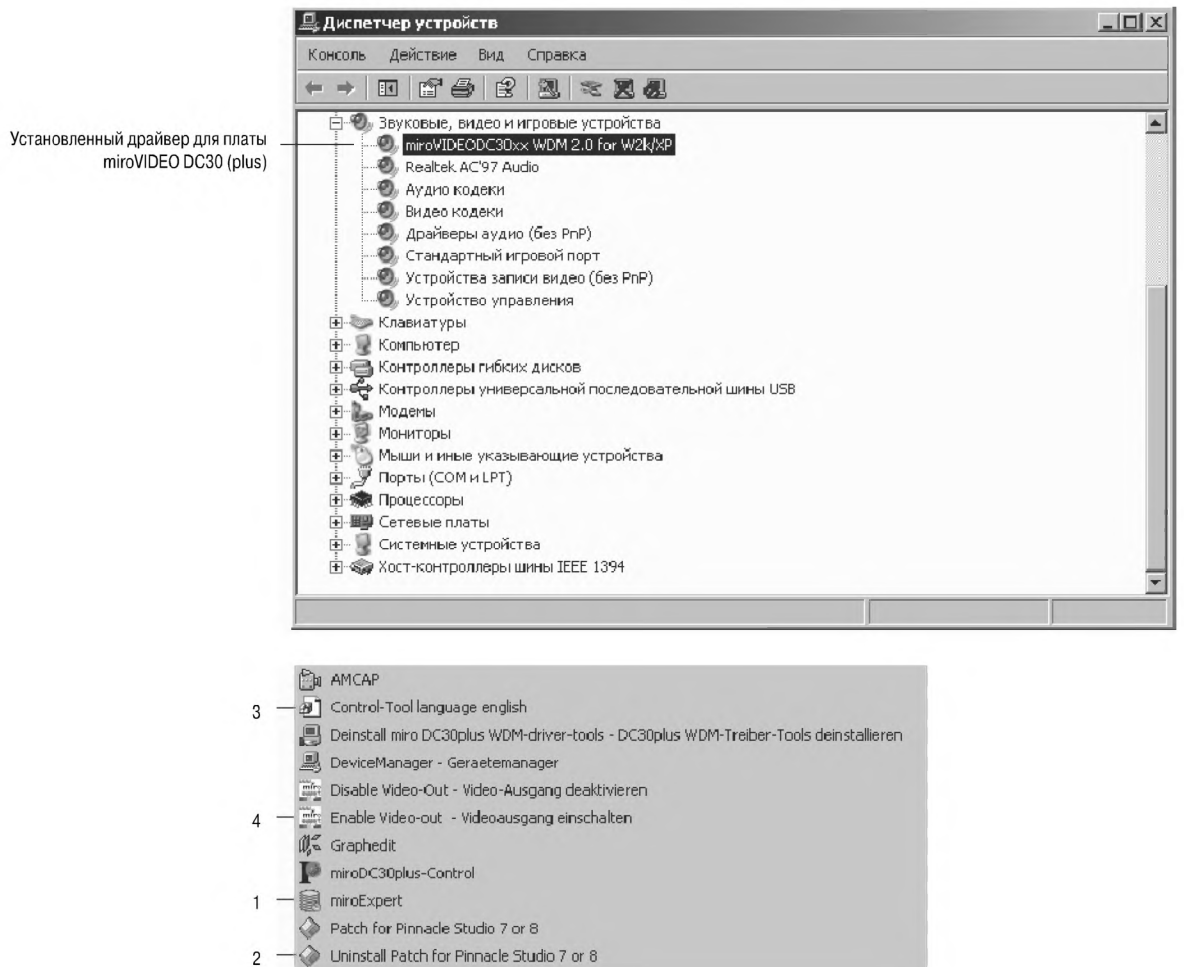 Диспетчер устройств
Консоль Действие Вид Справка
Установленный драйвер для платы
miroVIDEO DC30 (plus)
Звуковые, видео и игровые устройства
miroVIDEODC30xx WDM 2.0 for W2k/XP
Realtek AC'97 Audio
Аудио кодеки
Видео кодеки
Драйверы аудио (без PnP)
Стандартный игровой порт
Устройства записи видео (без PnP)
Устройство управления
Клавиатуры
Компьютер
Контроллеры гибких дисков
Контроллеры универсальной последовательной шины USB
Модемы
Мониторы
Мыши и иные указывающие устройства
Порты (COM и LPT)
Процессоры
Сетевые платы
Системные устройства
Хост-контроллеры шины IEEE 1394
AMCAP
3 Control-Tool language english
Deinstall miro DC30plus WDM-driver-tools - DC30plus WDM-Treiber-Tools deinstallieren
DeviceManager - Geraetemanager
Disable Video-Out - Video-Ausgang deaktivieren
4 Enable Video-out - Videoausgang einschalten
Graphedit
miroDC30plus-Control
1 miroExpert
Patch for Pinnacle Studio 7 or 8
2 Uninstall Patch for Pinnacle Studio 7 or 8